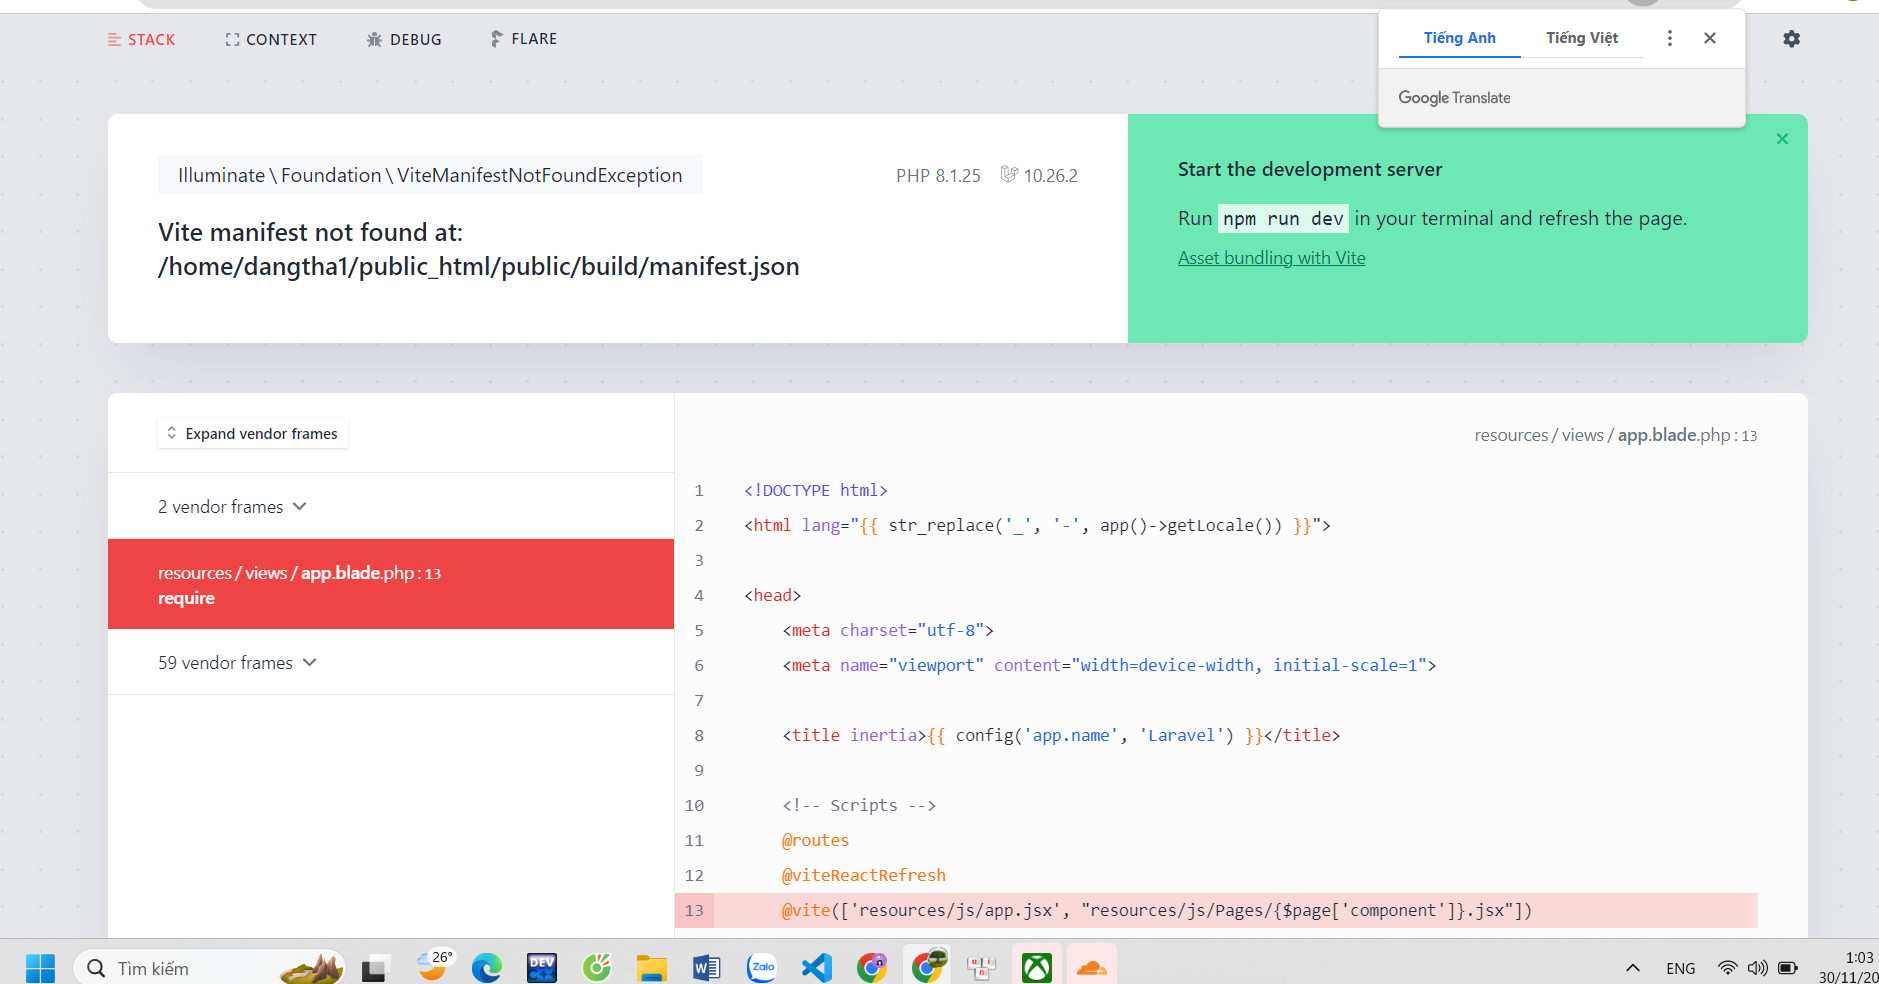 STACK
CONTEXT
DEBUG
FLARE
Tiếng Anh
Tiếng Việt
Google Translate
Illuminate \ Foundation \ ViteManifestNotFoundException
PHP 8.1.25
10.26.2
Vite manifest not found at:
/home/dangtha1/public_html/public/build/manifest.json
Start the development server
Run npm run dev in your terminal and refresh the page.
Asset bundling with Vite
Expand vendor frames
2 vendor frames
resources / views / app.blade.php : 13
require
59 vendor frames
resources / views / app.blade.php : 13
1 <!DOCTYPE html>
2 <html lang="{{ str_replace('_', '-', app()->getLocale()) }}">
3
4 <head>
5 <meta charset="utf-8">
6 <meta name="viewport" content="width=device-width, initial-scale=1">
7
8 <title inertia>{{ config('app.name', 'Laravel') }}</title>
9
10 <!-- Scripts -->
11 @routes
12 @viteReactRefresh
13 @vite(['resources/js/app.jsx', "resources/js/Pages/{$page['component']}.jsx"])
Tìm kiếm
26°
DEV
C++
Zalo
ENG
1:03
30/11/20